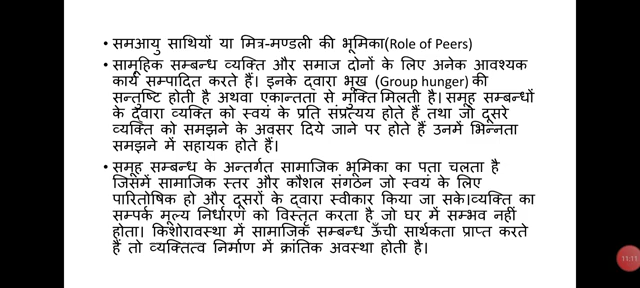 • समआयु साथियों या मित्र-मण्डली की भूमिका(Role of Peers)
• सामूहिक सम्बन्ध व्यक्ति और समाज दोनों के लिए अनेक आवश्यक
कार्य सम्पादित करते हैं। इनके द्वारा भूख (Group hunger) की
सन्तुष्टि होती है अथवा एकान्तता से मुक्ति मिलती है। समूह सम्बन्धों
के द्वारा व्यक्ति को स्वयं के प्रति संप्रत्यय होते हैं तथा जो दूसरे
व्यक्ति को समझने के अवसर दिये जाने पर होते हैं उनमें भिन्नता
समझने में सहायक होते हैं।
• समूह सम्बन्ध के अन्तर्गत सामाजिक भूमिका का पता चलता है
जिसमें सामाजिक स्तर और कौशल संगठन जो स्वयं के लिए
पारितोषिक हो और दूसरों के द्वारा स्वीकार किया जा सके।व्यक्ति का
सम्पर्क मूल्य निर्धारण को विस्तृत करता है जो घर में सम्भव नहीं
होता। किशोरावस्था में सामाजिक सम्बन्ध ऊँची सार्थकता प्राप्त करते
हैं तो व्यक्तित्व निर्माण में क्रांतिक अवस्था होती है।
11:11